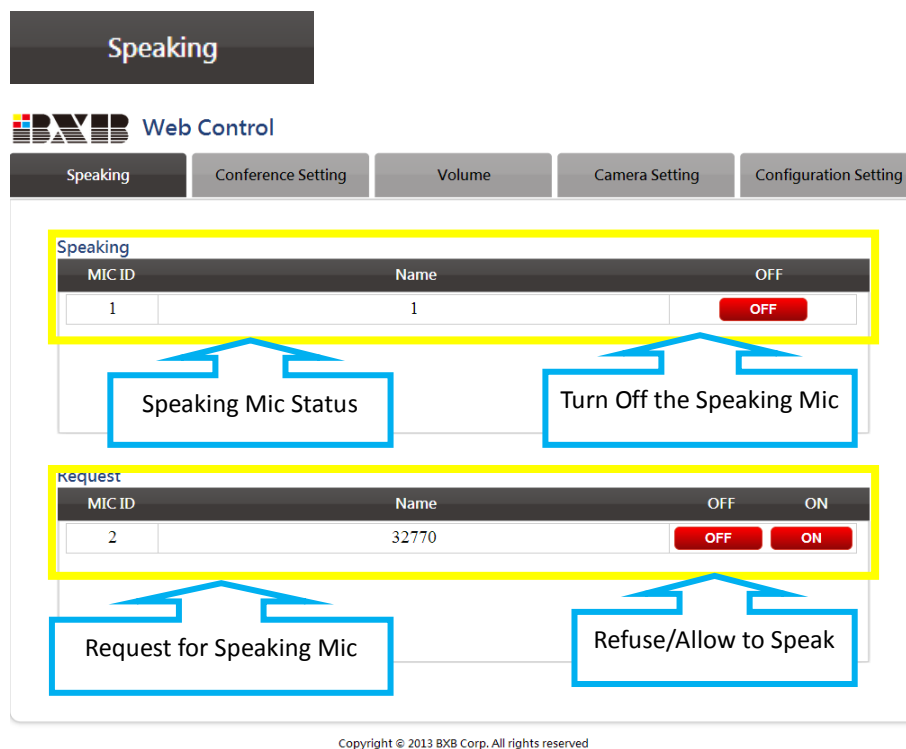 Speaking
BXB Web Control
Speaking Conference Setting Volume Camera Setting Configuration Setting
Speaking
MIC ID Name OFF
1 1 OFF
Speaking Mic Status Turn Off the Speaking Mic
Request
MIC ID Name OFF ON
2 32770 OFF ON
Request for Speaking Mic Refuse/Allow to Speak
Copyright © 2013 BXB Corp. All rights reserved